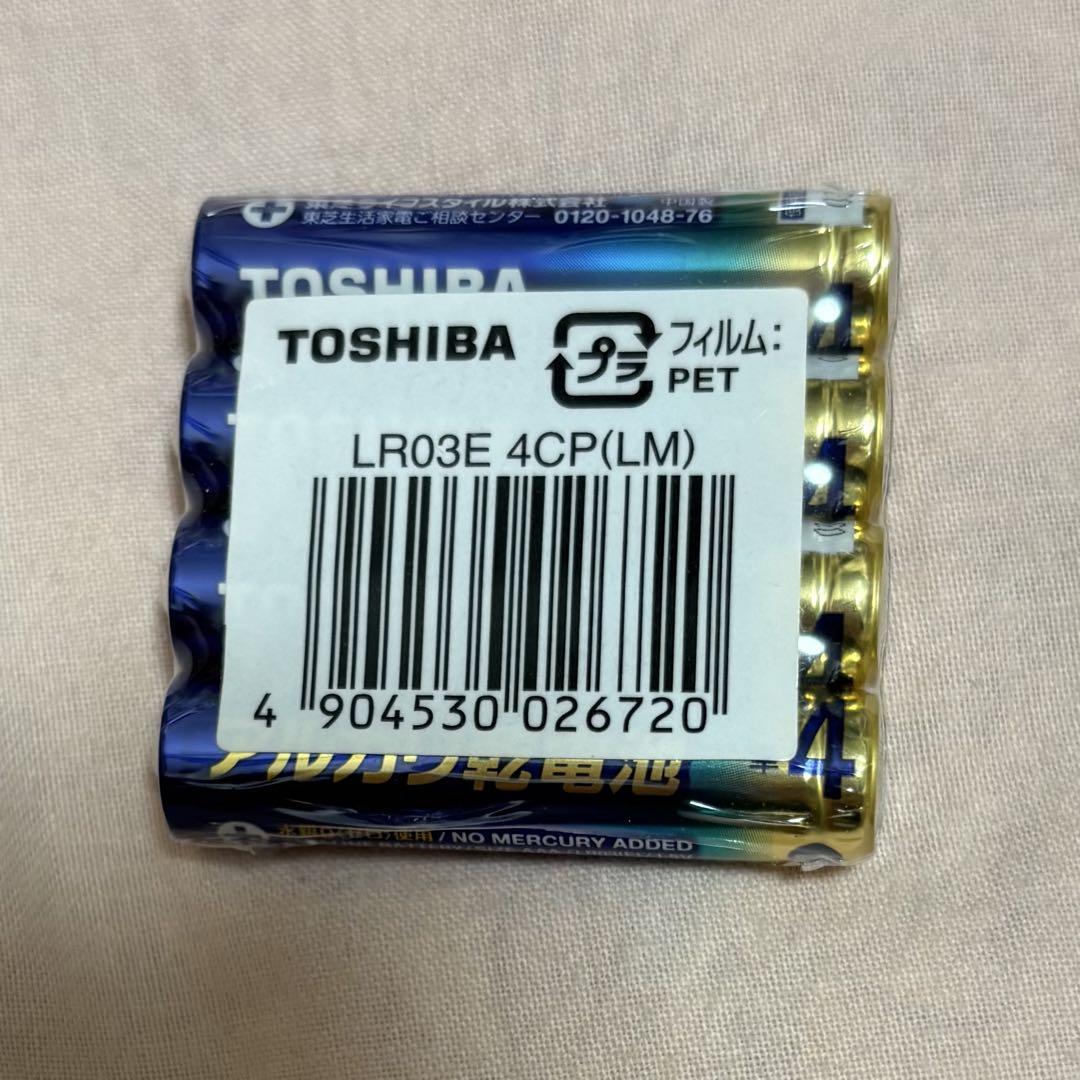 東芝ライフスタイル株式会社 中国製
東芝生活家電ご相談センター 0120-1048-76
TOSHIBA
TOSHIBA
プラ
フィルム:
PET
LR03E 4CP(LM)
4 904530 026720
アルカリ乾電池
4
/ NO MERCURY ADDED